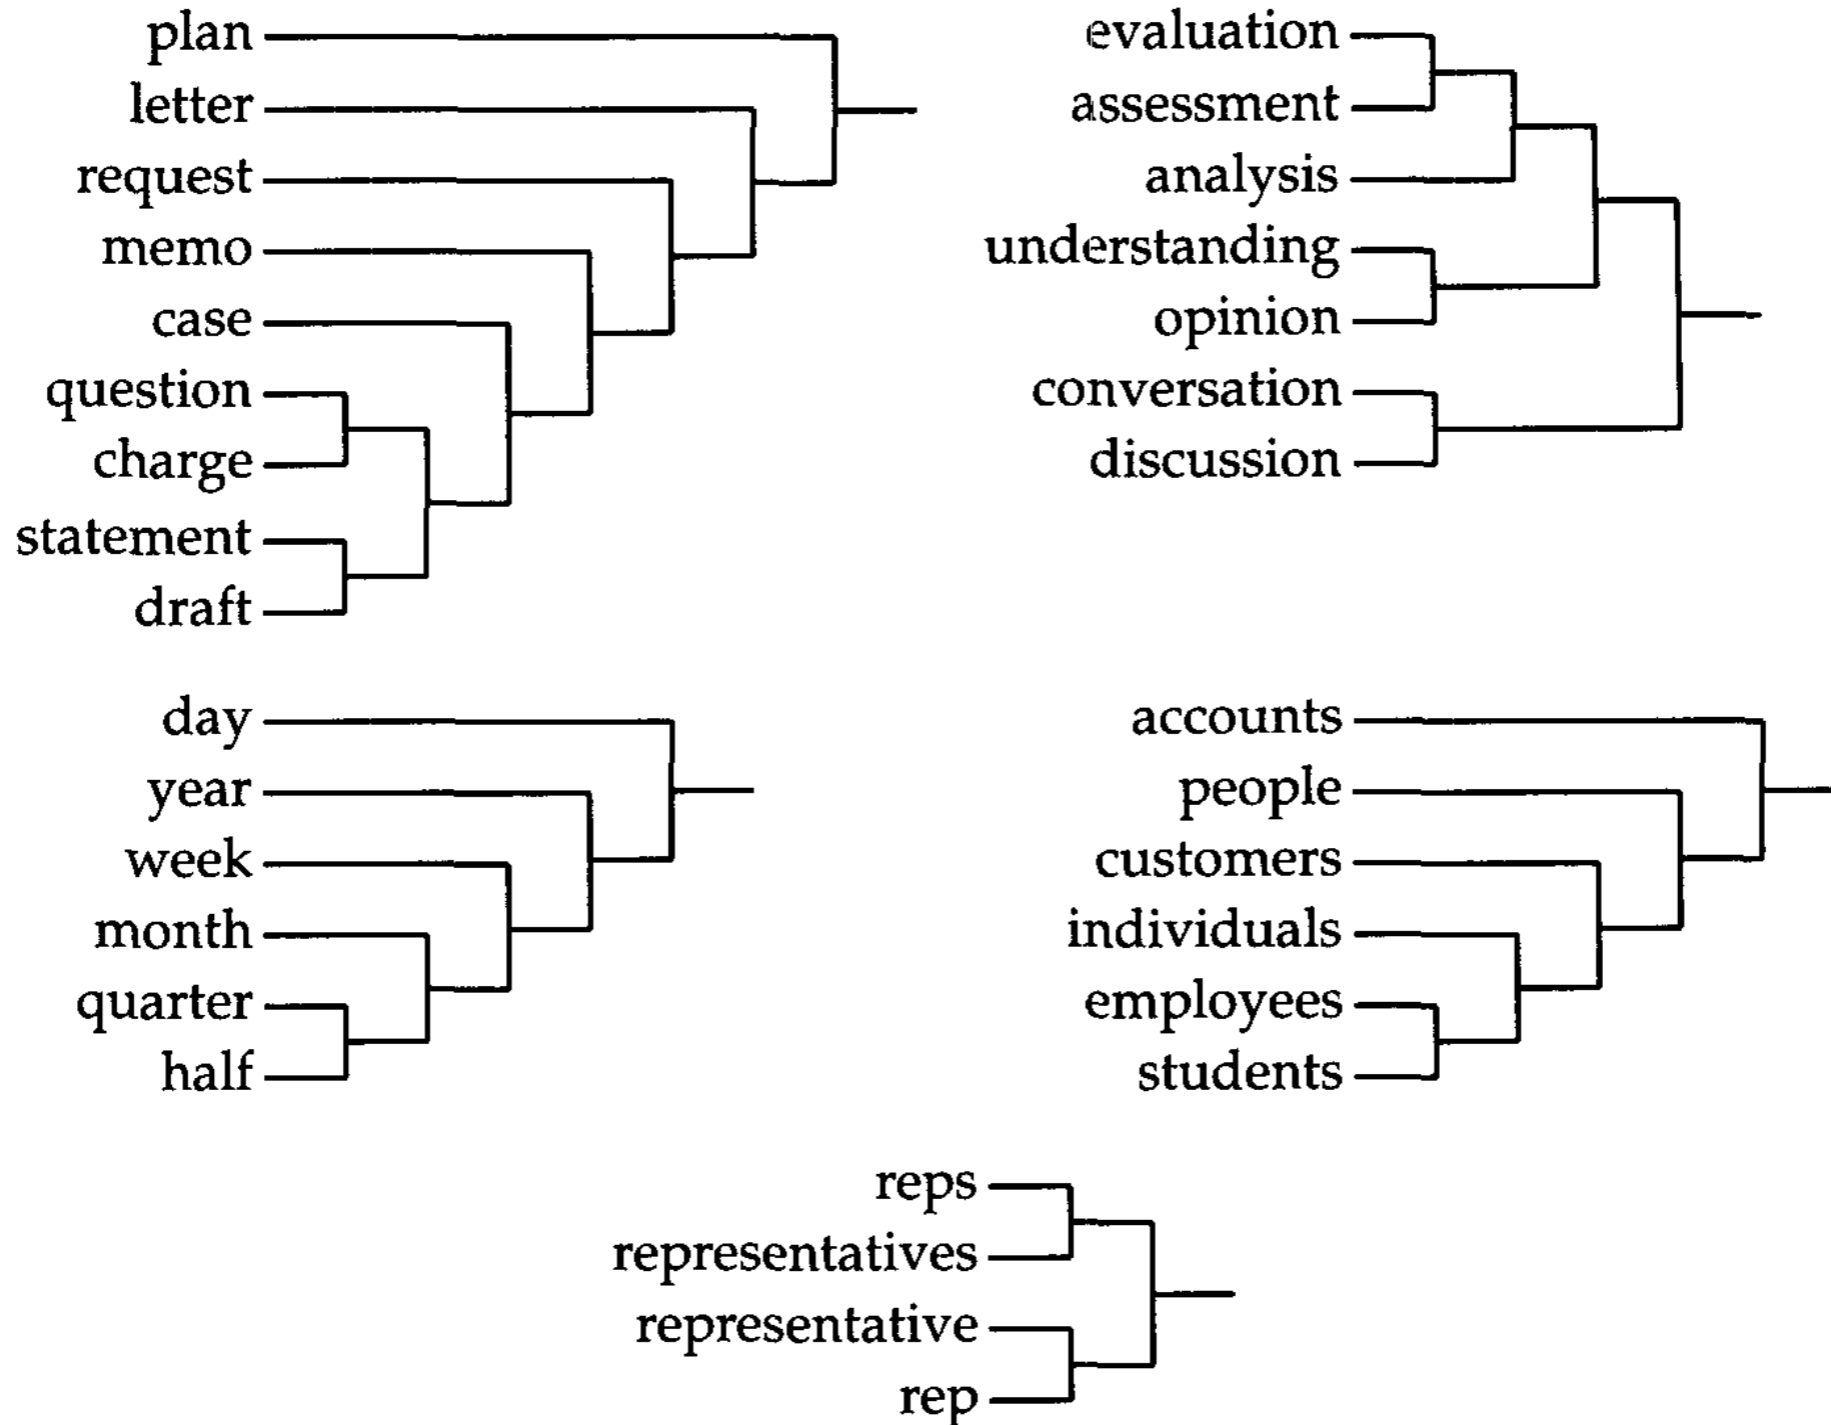 plan
letter
request
memo
case
question
charge
statement
draft
evaluation
assessment
analysis
understanding
opinion
conversation
discussion
day
year
week
month
quarter
half
accounts
people
customers
individuals
employees
students
reps
representatives
representative
rep